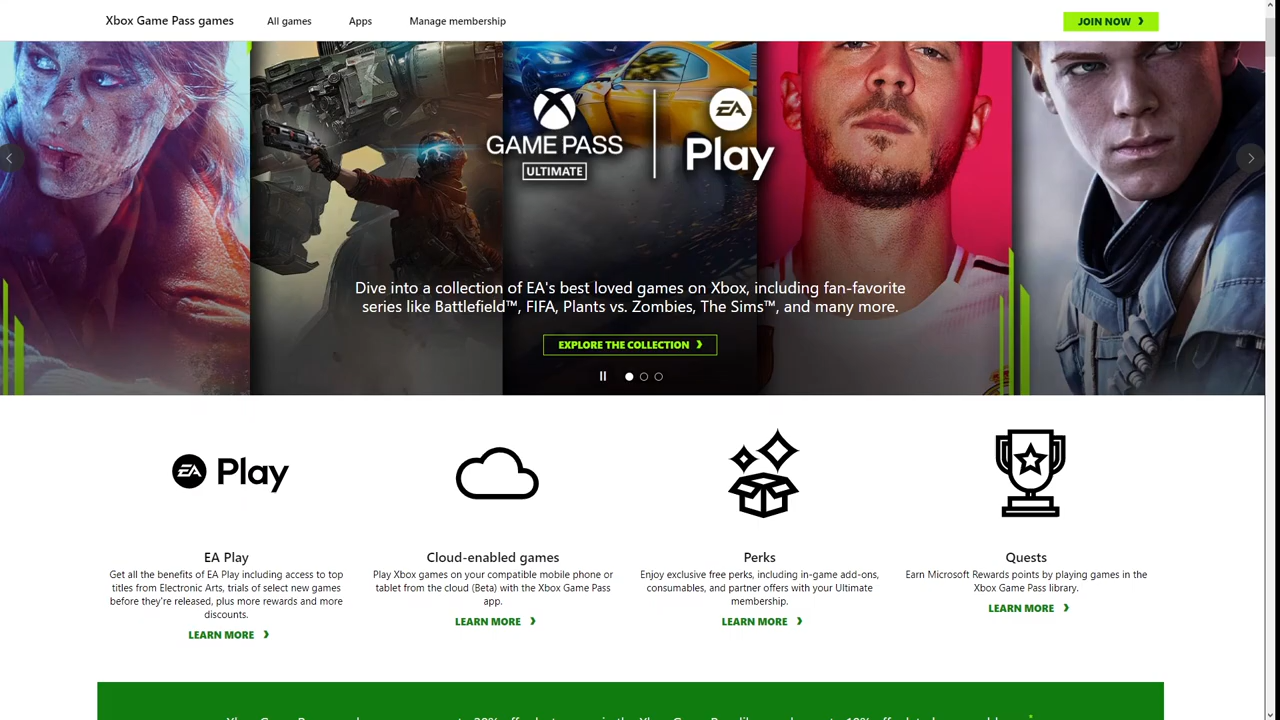 Xbox Game Pass games
All games
Apps
Manage membership
JOIN NOW
GAME PASS
ULTIMATE
EA
Play
Dive into a collection of EA's best loved games on Xbox, including fan-favorite
series like Battlefield™, FIFA, Plants vs. Zombies, The Sims™, and many more.
EXPLORE THE COLLECTION
EA Play
EA Play
Get all the benefits of EA Play including access to top
titles from Electronic Arts, trials of select new games
before they're released, plus more rewards and more
discounts.
LEARN MORE
Cloud-enabled games
Play Xbox games on your compatible mobile phone or
tablet from the cloud (Beta) with the Xbox Game Pass
app.
LEARN MORE
Perks
Enjoy exclusive free perks, including in-game add-ons,
consumables, and partner offers with your Ultimate
membership.
LEARN MORE
Quests
Earn Microsoft Rewards points by playing games in the
Xbox Game Pass library.
LEARN MORE